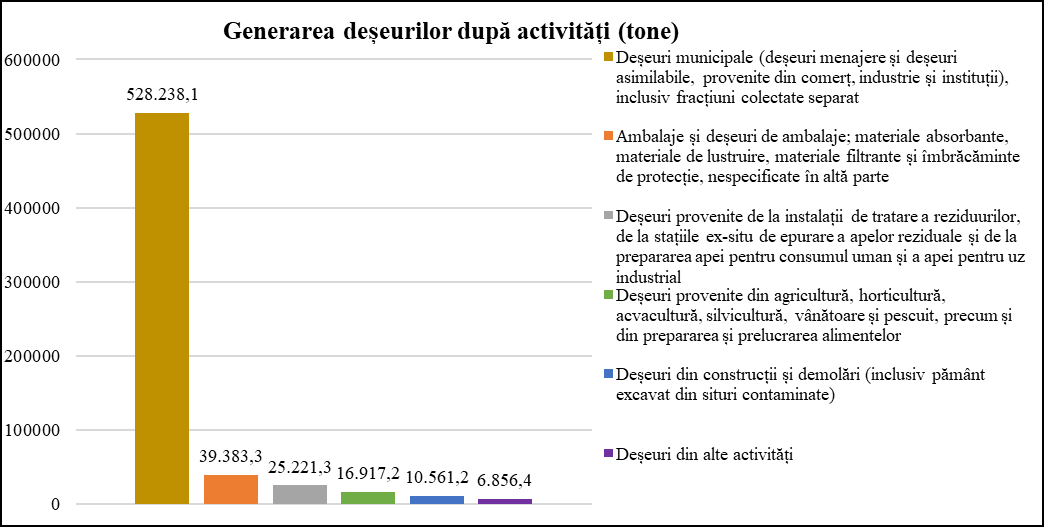 Generarea deșeurilor după activități (tone)
600000
500000
400000
300000
200000
100000
0
528.238,1
39.383,3
25.221,3
16.917,2
10.561,2
6.856,4
Deșeuri municipale (deșeuri menajere și deșeuri
asimilabile, provenite din comerț, industrie și instituții),
inclusiv fracțiuni colectate separat
Ambalaje și deșeuri de ambalaje; materiale absorbante,
materiale de lustruire, materiale filtrante și îmbrăcăminte
de protecție, nespecificate în altă parte
Deșeuri provenite de la instalații de tratare a reziduurilor,
de la stațiile ex-situ de epurare a apelor reziduale și de la
prepararea apei pentru consumul uman și a apei pentru uz
industrial
Deșeuri provenite din agricultură, horticultură,
acvacultură, silvicultură, vânătoare și pescuit, precum și
din prepararea și prelucrarea alimentelor
Deșeuri din construcții și demolări (inclusiv pământ
excavat din situri contaminate)
Deșeuri din alte activități